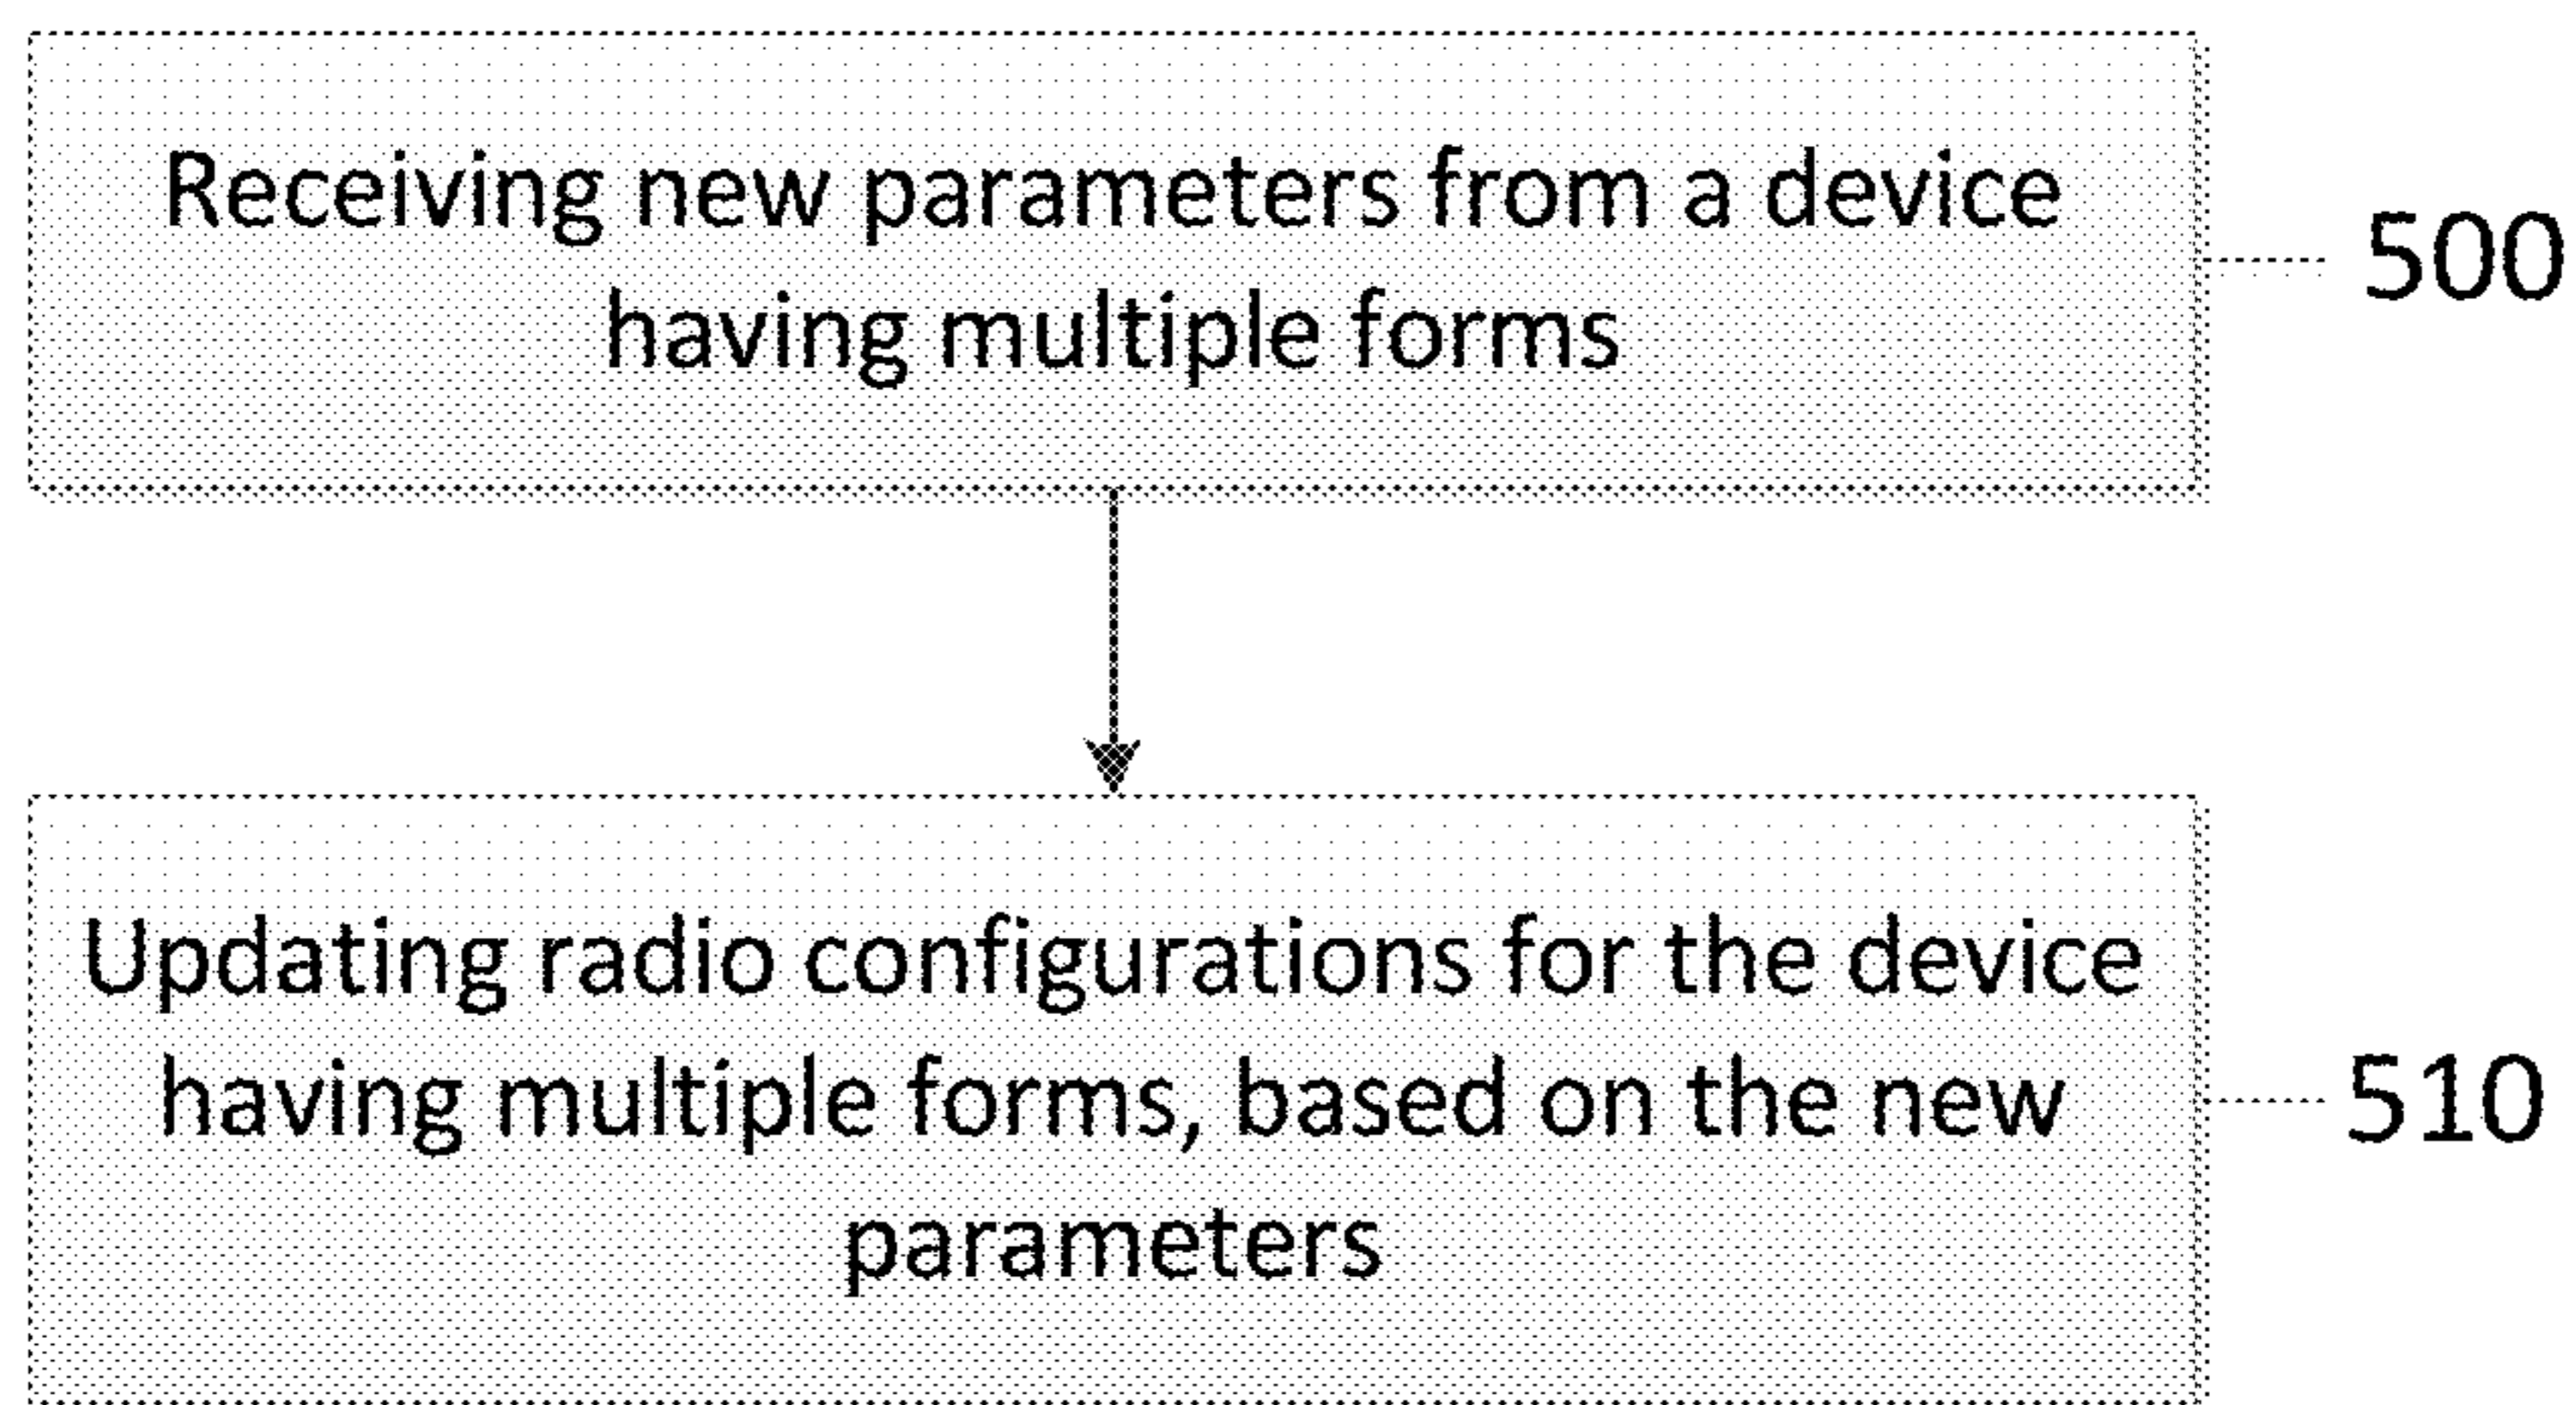 Receiving new parameters from a device
having multiple forms
500
Updating radio configurations for the device
having multiple forms, based on the new
parameters
510